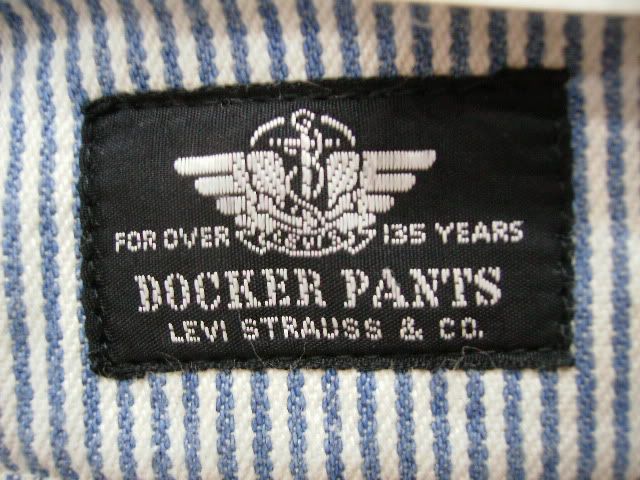 FOR OVER 135 YEARS
DOCKER PANTS
LEVI STRAUSS & CO.